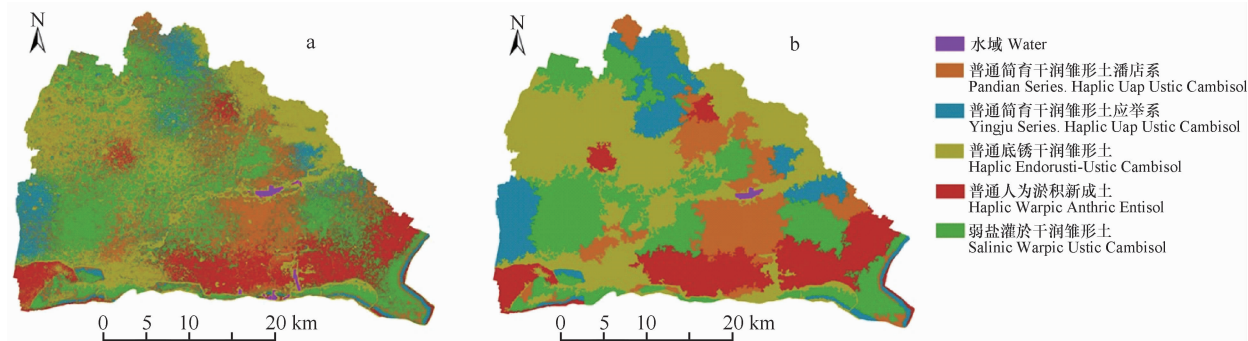 N
a
0 5 10 20 km
N
b
0 5 10 20 km
水域 Water
普通简育干润雏形土潘店系
Pandian Series. Haplic Uap Ustic Cambisol
普通简育干润雏形土应举系
Yingju Series. Haplic Uap Ustic Cambisol
普通底锈干润雏形土
Haplic Endorusti-Ustic Cambisol
普通人为淤积新成土
Haplic Warpic Anthric Entisol
弱盐灌於干润雏形土
Salinic Warpic Ustic Cambisol